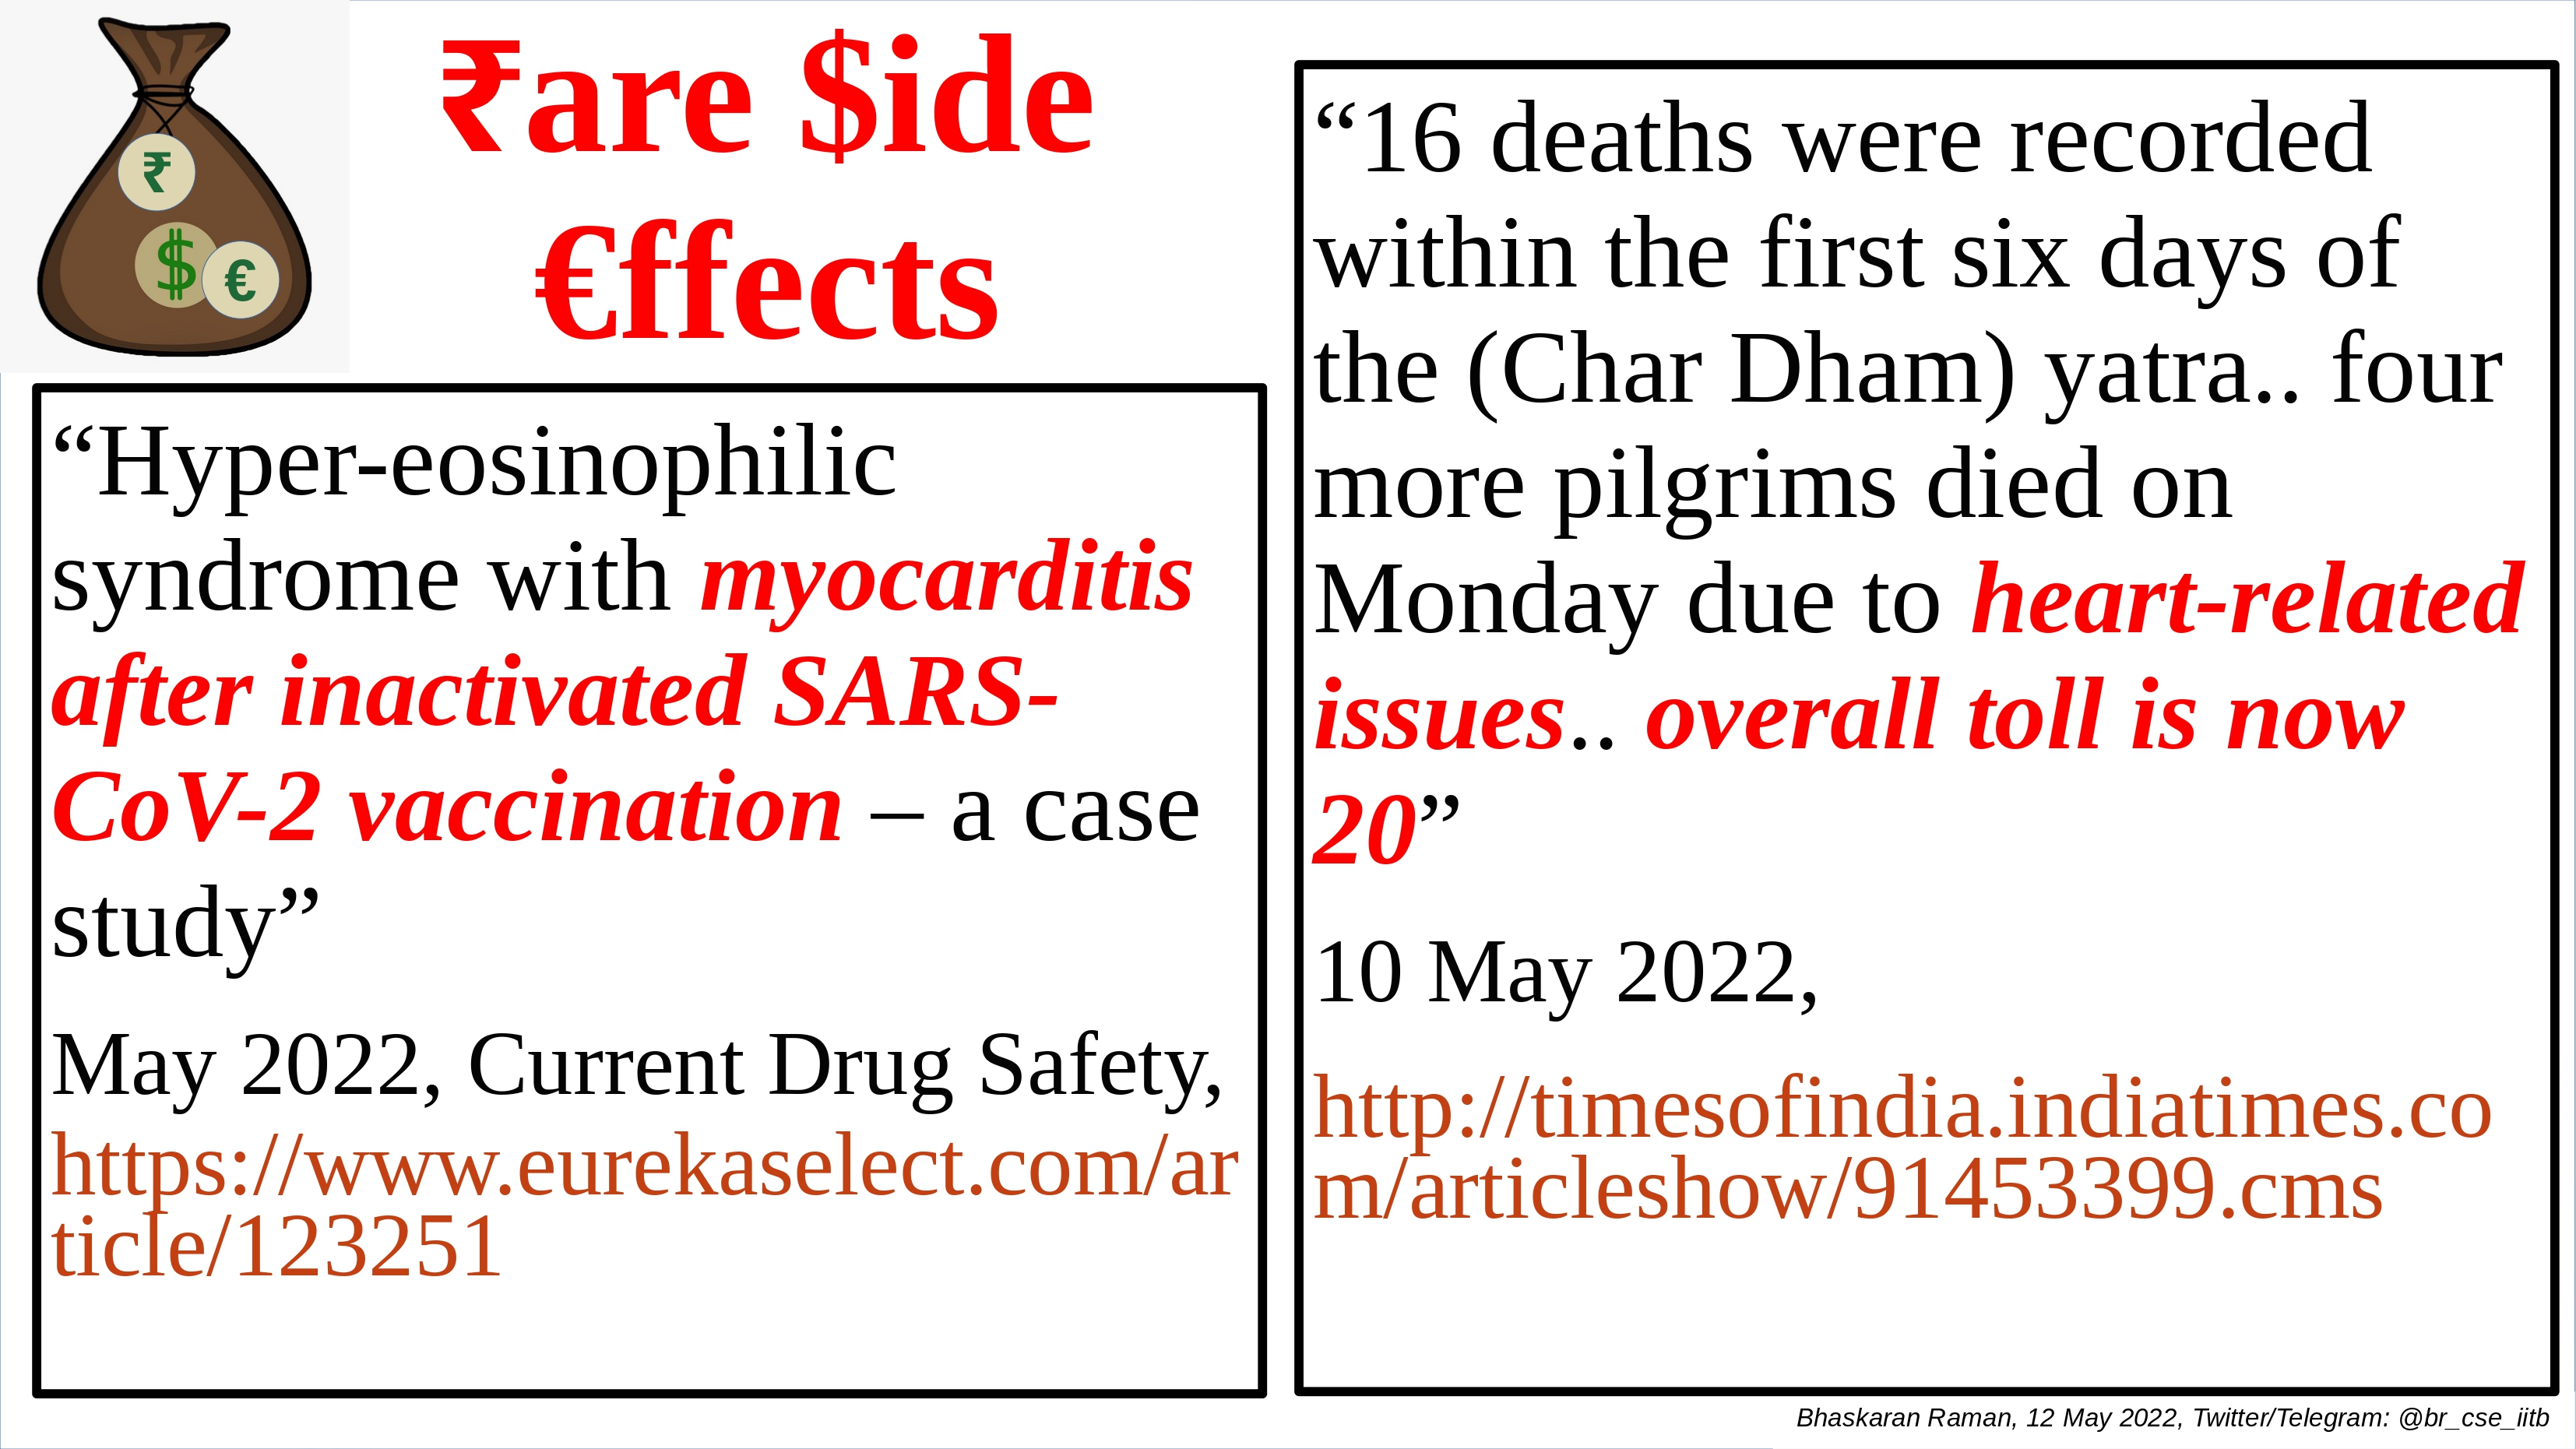 ₹
$
€
₹are $ide
€ffects
“Hyper-eosinophilic
syndrome with myocarditis
after inactivated SARS-
CoV-2 vaccination – a case
study”
May 2022, Current Drug Safety,
https://www.eurekaselect.com/ar
ticle/123251
“16 deaths were recorded
within the first six days of
the (Char Dham) yatra.. four
more pilgrims died on
Monday due to heart-related
issues.. overall toll is now
20”
10 May 2022,
http://timesofindia.indiatimes.co
m/articleshow/91453399.cms
Bhaskaran Raman, 12 May 2022, Twitter/Telegram: @br_cse_iitb